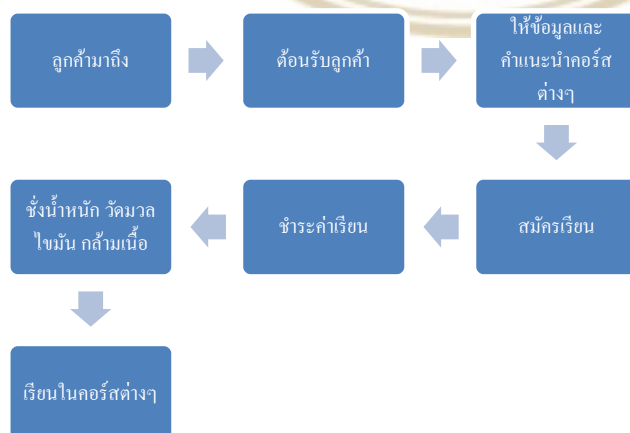 ลูกค้ามาถึง
ต้อนรับลูกค้า
ให้ข้อมูลและ
คำแนะนำคอร์ส
ต่างๆ
สมัครเรียน
ชำระค่าเรียน
ชั่งน้ำหนัก วัดมวล
ไขมัน กล้ามเนื้อ
เรียนในคอร์สต่างๆ